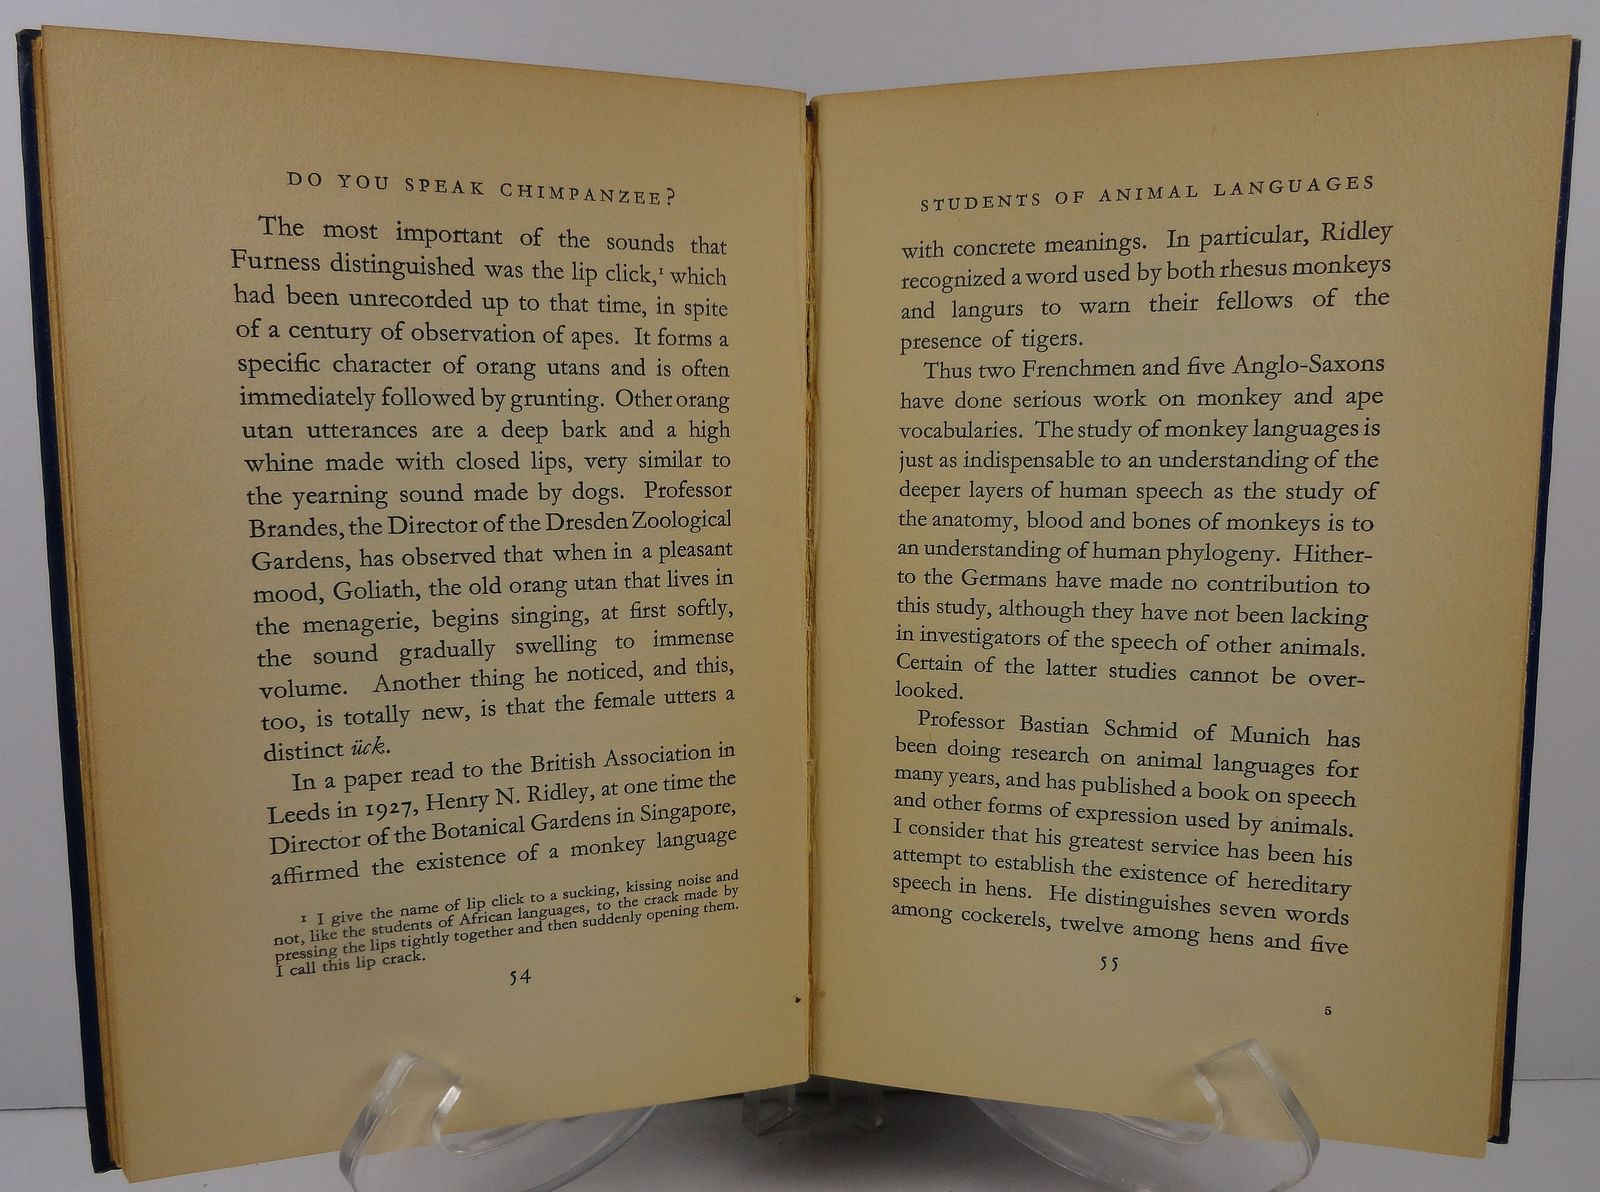 DO YOU SPEAK CHIMPANZEE?
The most important of the sounds that
Furness distinguished was the lip click,¹ which
had been unrecorded up to that time, in spite
of a century of observation of apes. It forms a
specific character of orang utans and is often
immediately followed by grunting. Other orang
utan utterances are a deep bark and a high
whine made with closed lips, very similar to
the yearning sound made by dogs. Professor
Brandes, the Director of the Dresden Zoological
Gardens, has observed that when in a pleasant
mood, Goliath, the old orang utan that lives in
the menagerie, begins singing, at first softly,
the sound gradually swelling to immense
volume. Another thing he noticed, and this,
too, is totally new, is that the female utters a
distinct ück.
In a paper read to the British Association in
Leeds in 1927, Henry N. Ridley, at one time the
Director of the Botanical Gardens in Singapore,
affirmed the existence of a monkey language
¹ I give the name of lip click to a sucking, kissing noise and
not, like the students of African languages, to the crack made by
pressing the lips tightly together and then suddenly opening them.
I call this lip crack.
54
STUDENTS OF ANIMAL LANGUAGES
with concrete meanings. In particular, Ridley
recognized a word used by both rhesus monkeys
and langurs to warn their fellows of the
presence of tigers.
Thus two Frenchmen and five Anglo-Saxons
have done serious work on monkey and ape
vocabularies. The study of monkey languages is
just as indispensable to an understanding of the
deeper layers of human speech as the study of
the anatomy, blood and bones of monkeys is to
an understanding of human phylogeny. Hither-
to the Germans have made no contribution to
this study, although they have not been lacking
in investigators of the speech of other animals.
Certain of the latter studies cannot be over-
looked.
Professor Bastian Schmid of Munich has
been doing research on animal languages for
many years, and has published a book on speech
and other forms of expression used by animals.
I consider that his greatest service has been his
attempt to establish the existence of hereditary
speech in hens. He distinguishes seven words
among cockerels, twelve among hens and five
55
5